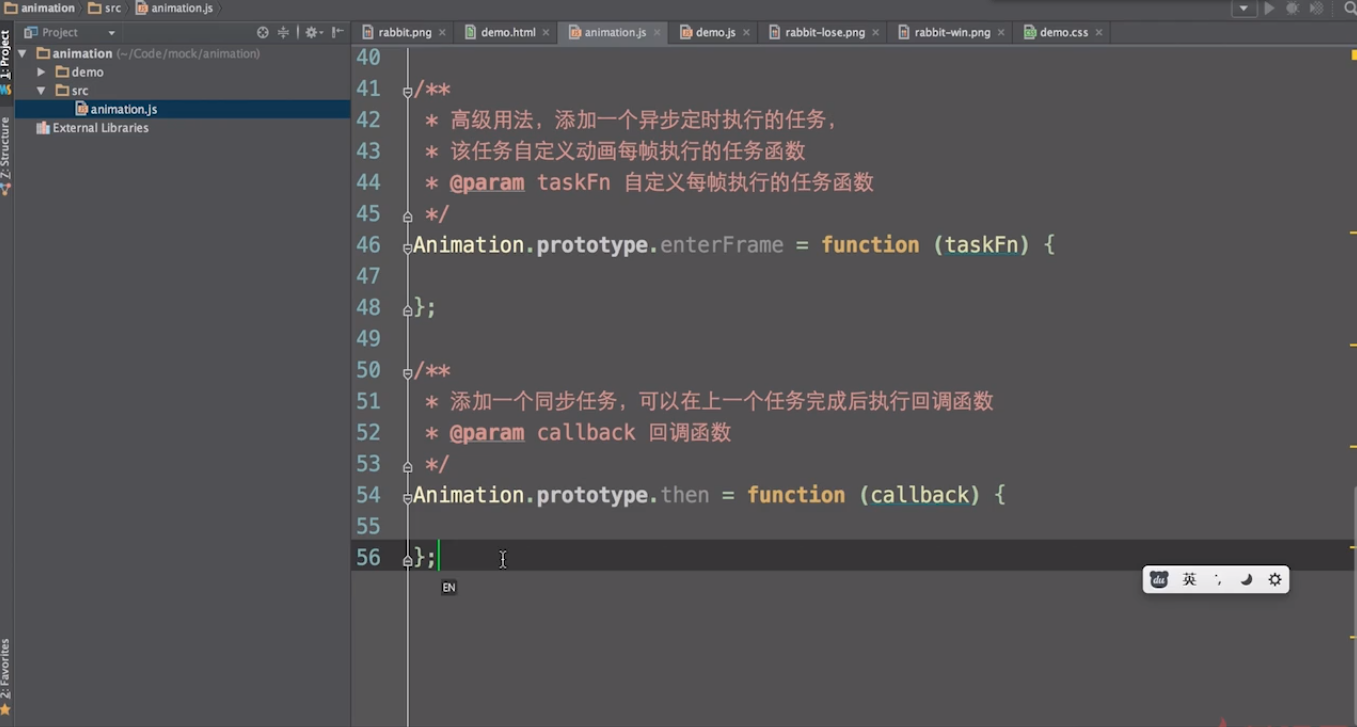 animation src animation.js
Project
rabbit.png × demo.html × animation.js × demo.js × rabbit-lose.png × rabbit-win.png × demo.css ×
animation (~/Code/mock/animation)
demo
src
animation.js
External Libraries
1: Project
7: Structure
2: Favorites
40
41 /**
42 * 高级用法，添加一个异步定时执行的任务，
43 * 该任务自定义动画每帧执行的任务函数
44 * @param taskFn 自定义每帧执行的任务函数
45 */
46 Animation.prototype.enterFrame = function (taskFn) {
47
48 };
49
50 /**
51 * 添加一个同步任务，可以在上一个任务完成后执行回调函数
52 * @param callback 回调函数
53 */
54 Animation.prototype.then = function (callback) {
55
56 };
EN
du 英 ·,